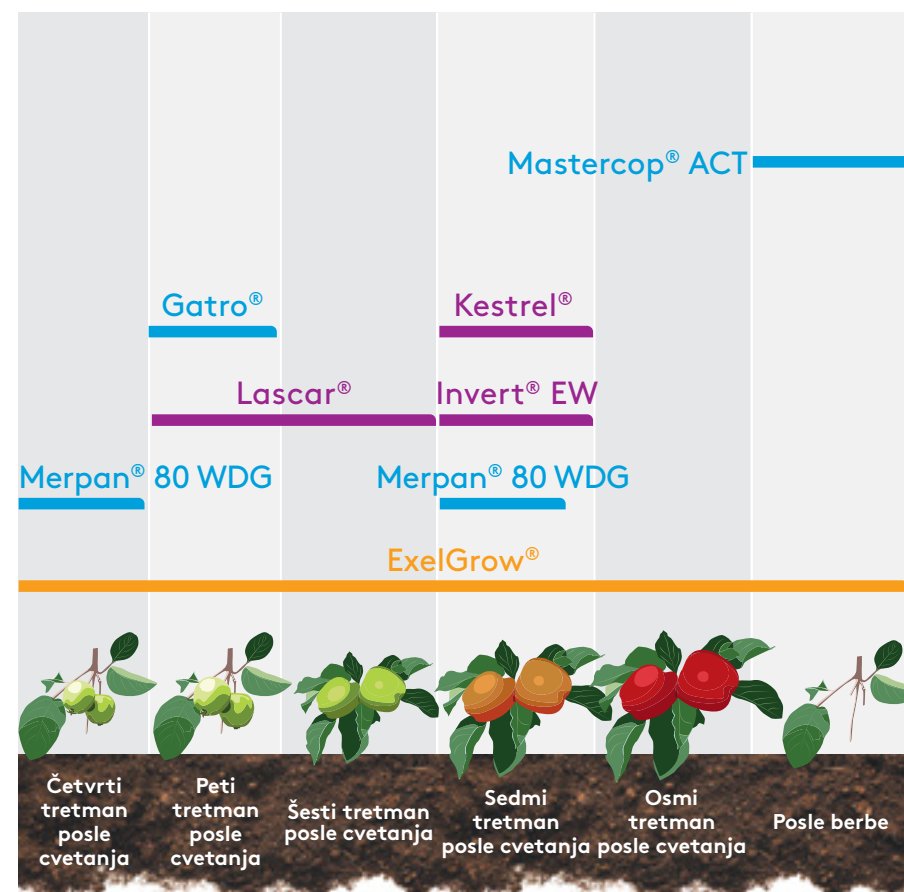 Mastercop® ACT
Gatro®
Kestrel®
Lascar®
Invert® EW
Merpan® 80 WDG
Merpan® 80 WDG
ExelGrow®
Četvrti
tretman
posle
cvetanja
Peti
tretman
posle
cvetanja
Šesti tretman
posle cvetanja
Sedmi
tretman
posle cvetanja
Osmi
tretman
posle cvetanja
Posle berbe